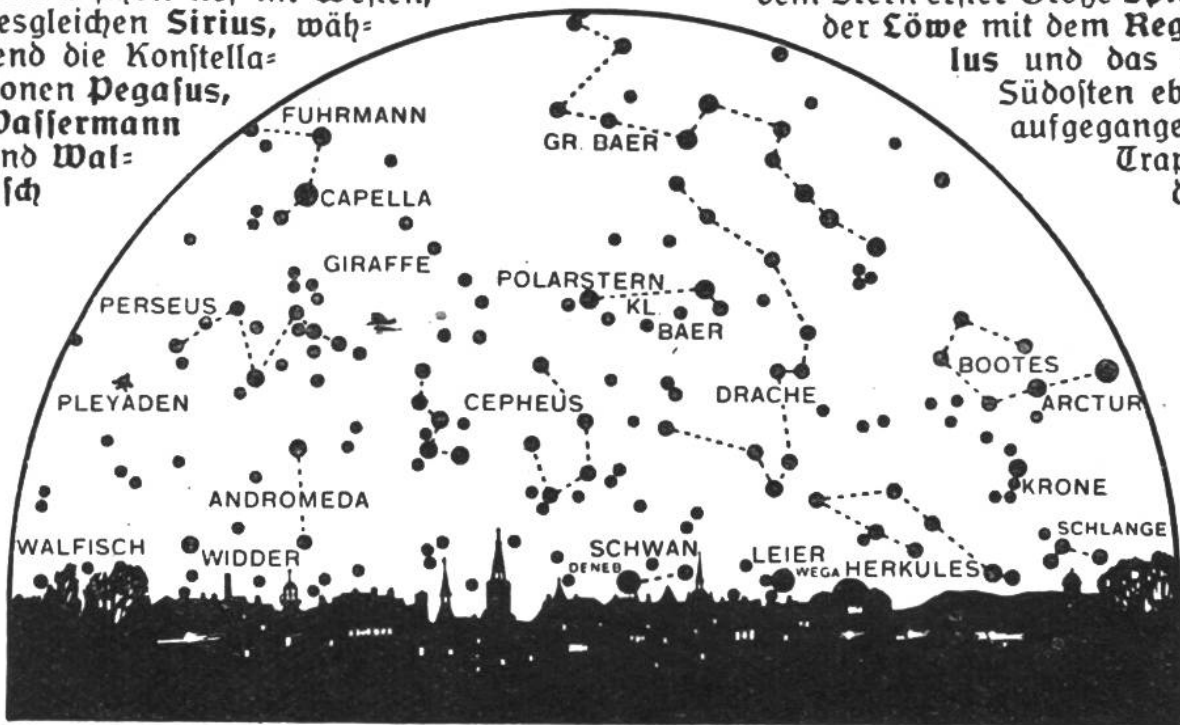 esgleichen Sirius, wäh=
end die Konſtella=
onen Pegaſus,
Waſſermann
nd Wal=
ſch
der Löwe mit dem Reg
lus und das
Südoſten eb
aufgegange
Trap
FUHRMANN
GR. BAER
CAPELLA
GIRAFFE
POLARSTERN
PERSEUS
KL.
BAER
BOOTES
PLEYADEN
CEPHEUS
DRACHE
ARCTUR
ANDROMEDA
KRONE
SCHLANGE
WALFISCH
WIDDER
SCHWAN
DENEB
LEIER
WEGA
HERKULES